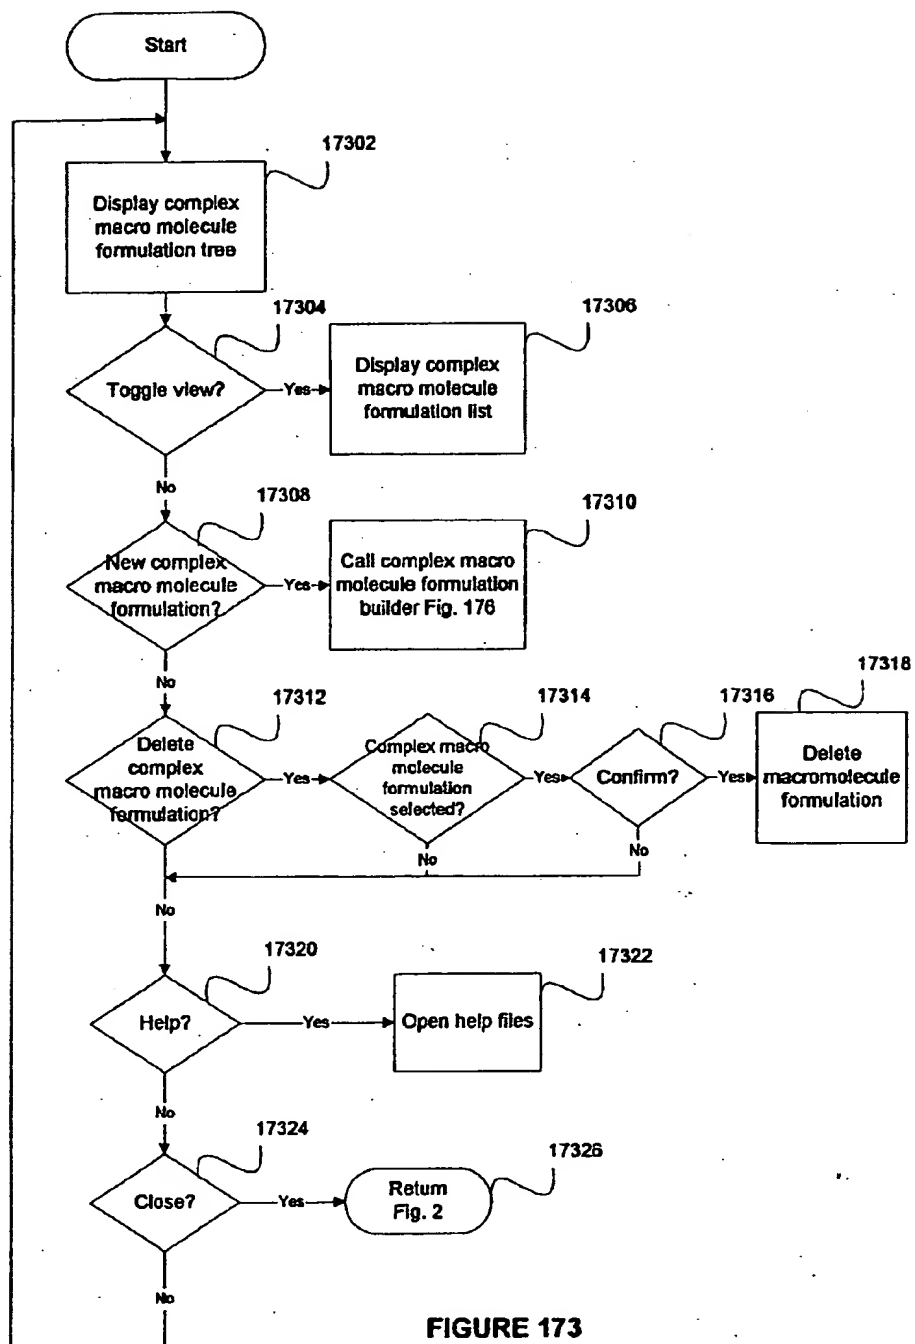 Start
17302
Display complex
macro molecule
formulation tree
17304
Toggle view?
Yes
17306
Display complex
macro molecule
formulation list
No
17308
New complex
macro molecule
formulation?
Yes
17310
Call complex macro
molecule formulation
builder Fig. 176
No
17312
Delete
complex
macro molecule
formulation?
Yes
17314
Complex macro
molecule
formulation
selected?
Yes
17316
Confirm?
Yes
17318
Delete
macromolecule
formulation
No
No
No
17320
Help?
Yes
17322
Open help files
No
17324
Close?
Yes
17326
Return
Fig. 2
No
FIGURE 173